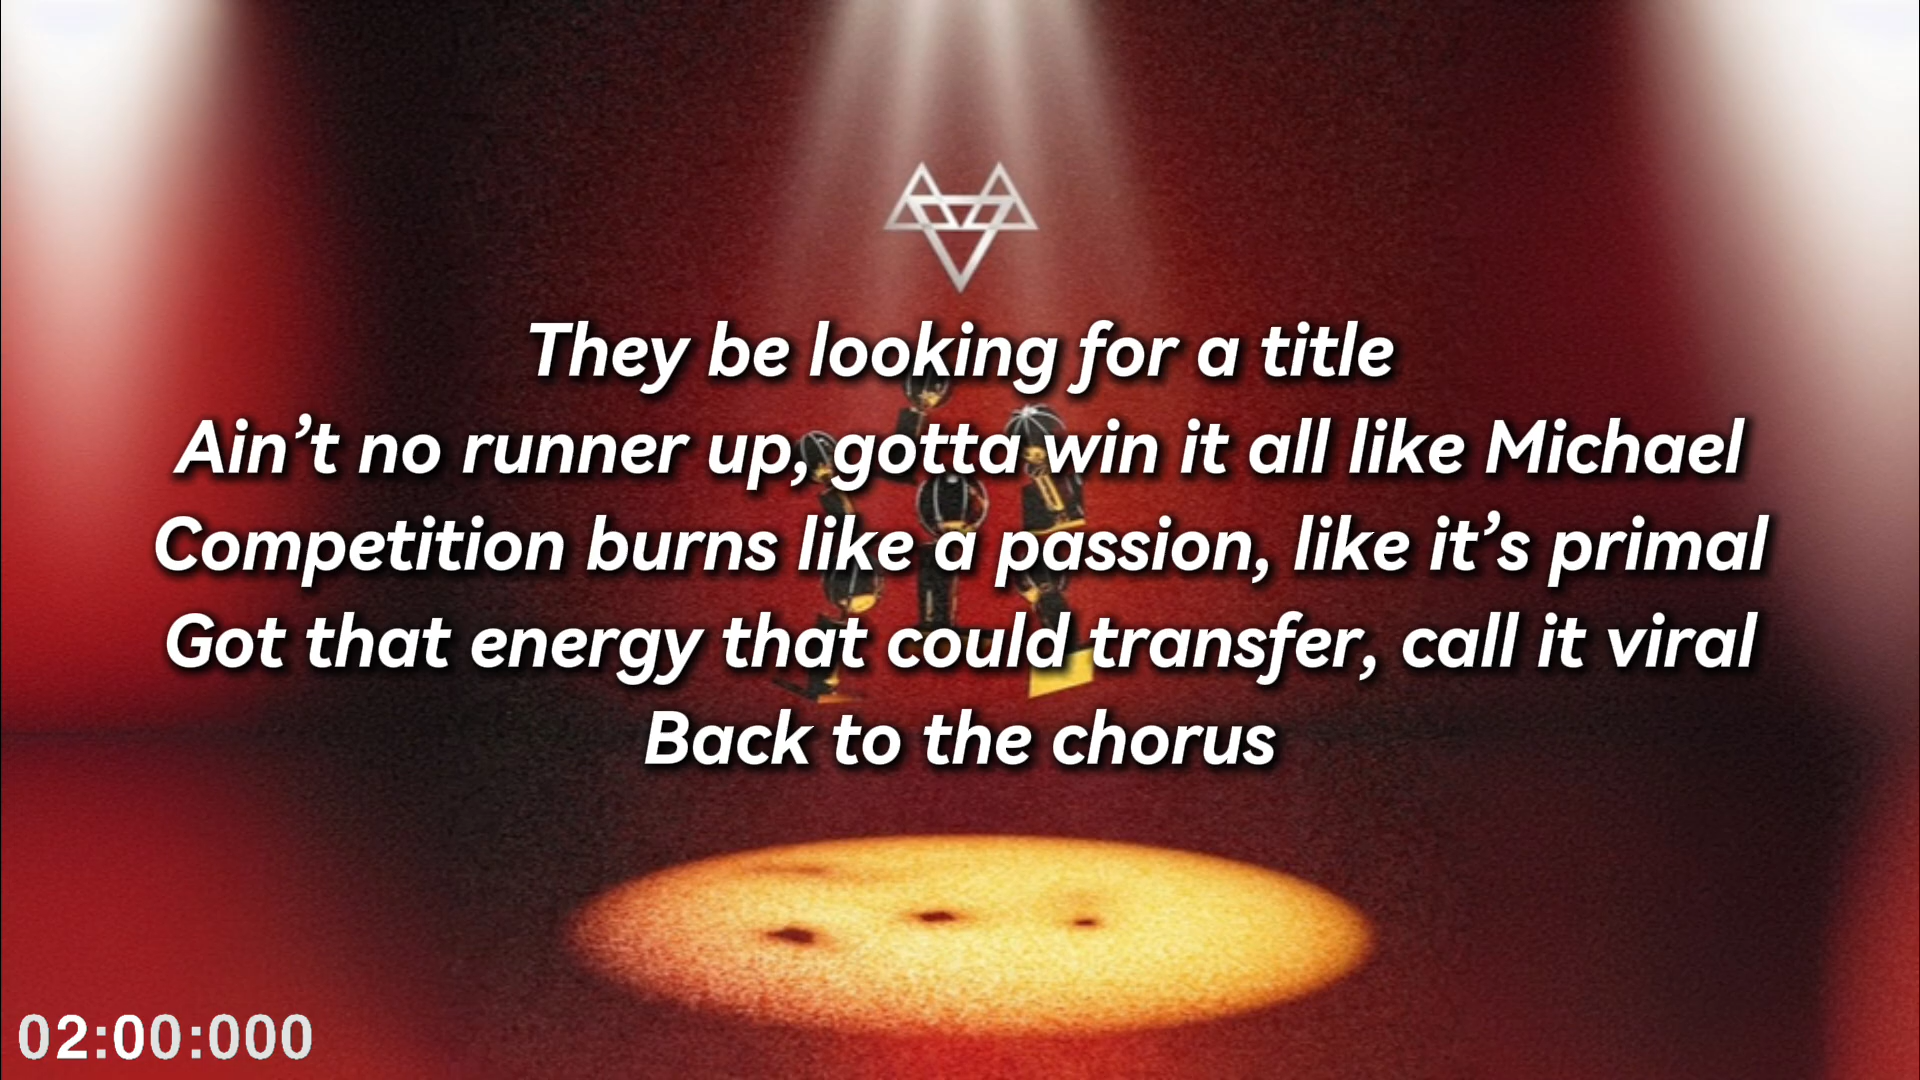 They be looking for a title
Ain’t no runner up, gotta win it all like Michael
Competition burns like a passion, like it’s primal
Got that energy that could transfer, call it viral
Back to the chorus
02:00:000